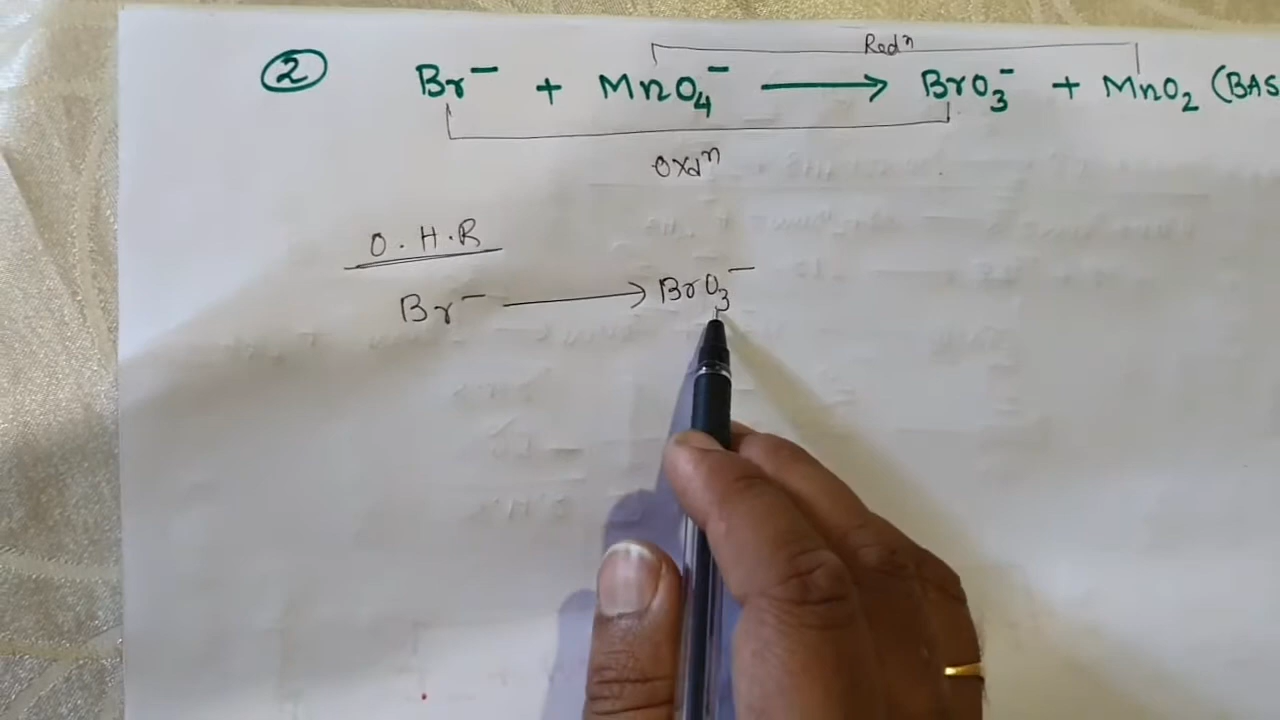 Redⁿ
② Br⁻ + MnO₄⁻ ⟶ BrO₃⁻ + MnO₂ (BAS
Oxdⁿ
O.H.R
Br⁻ ⟶ BrO₃⁻